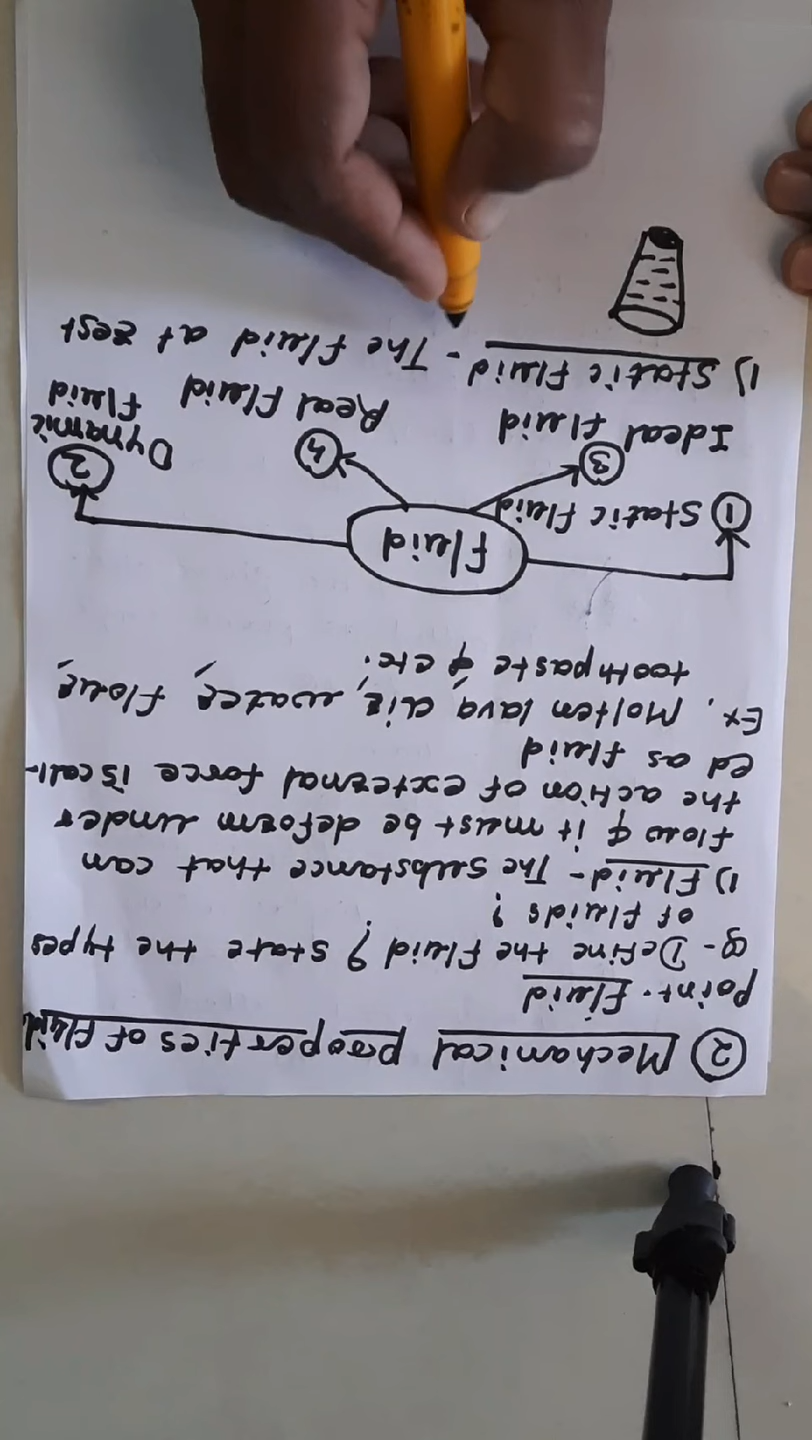 ② Mechanical properties of Fluid
Point. Fluid
Q- Define the Fluid? State the types
of fluids?
1) Fluid - The substance that can
flow & it must be deform under
the action of external force is call-
ed as fluid
Ex. Molten lava, air, water, flour,
toothpaste & etc.
Fluid
① Static fluid
② Dynamic
fluid
③
Ideal fluid
④
Real Fluid
1) Static Fluid - The fluid at rest